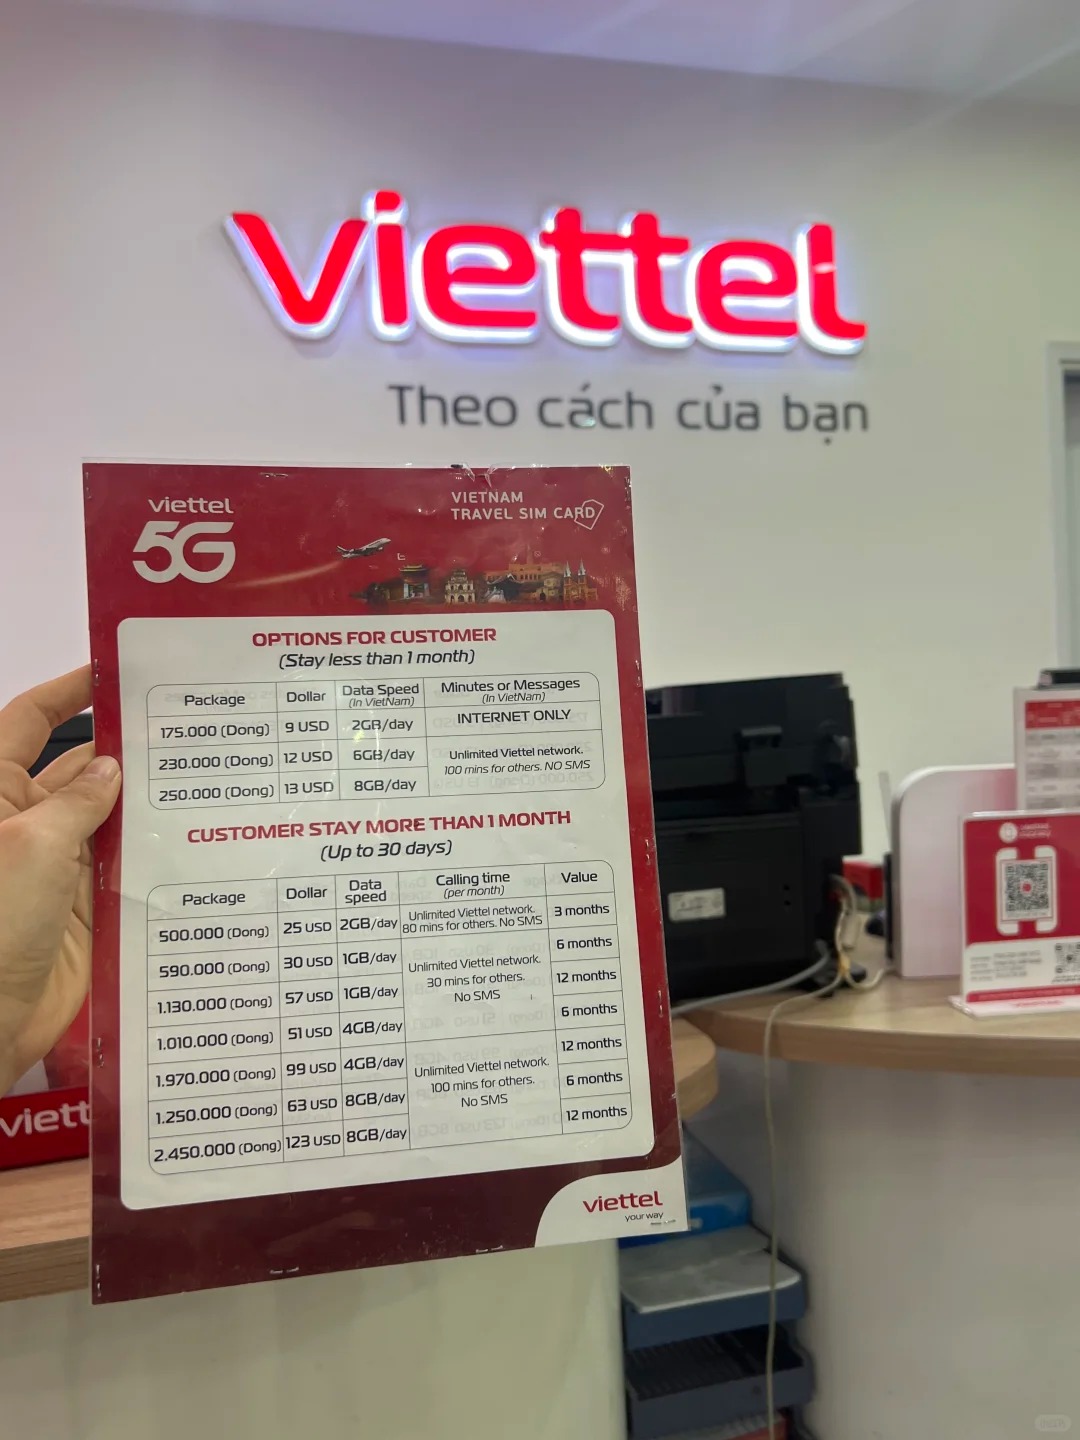 viettel
Theo cách của bạn
viettel
5G
VIETNAM
TRAVEL SIM CARD
OPTIONS FOR CUSTOMER
(Stay less than 1 month)
Package Dollar Data Speed (In VietNam) Minutes or Messages (In VietNam)
175.000 (Dong) 9 USD 2GB/day INTERNET ONLY
230.000 (Dong) 12 USD 6GB/day Unlimited Viettel network.
100 mins for others. NO SMS
250.000 (Dong) 13 USD 8GB/day
CUSTOMER STAY MORE THAN 1 MONTH
(Up to 30 days)
Package Dollar Data speed Calling time (per month) Value
500.000 (Dong) 25 USD 2GB/day Unlimited Viettel network. 80 mins for others. No SMS 3 months
590.000 (Dong) 30 USD 1GB/day Unlimited Viettel network. 6 months
30 mins for others.
No SMS
1.130.000 (Dong) 57 USD 1GB/day 12 months
1.010.000 (Dong) 51 USD 4GB/day 6 months
1.970.000 (Dong) 99 USD 4GB/day Unlimited Viettel network. 12 months
100 mins for others.
No SMS
1.250.000 (Dong) 63 USD 8GB/day 6 months
2.450.000 (Dong) 123 USD 8GB/day 12 months
viettel
your way
viett